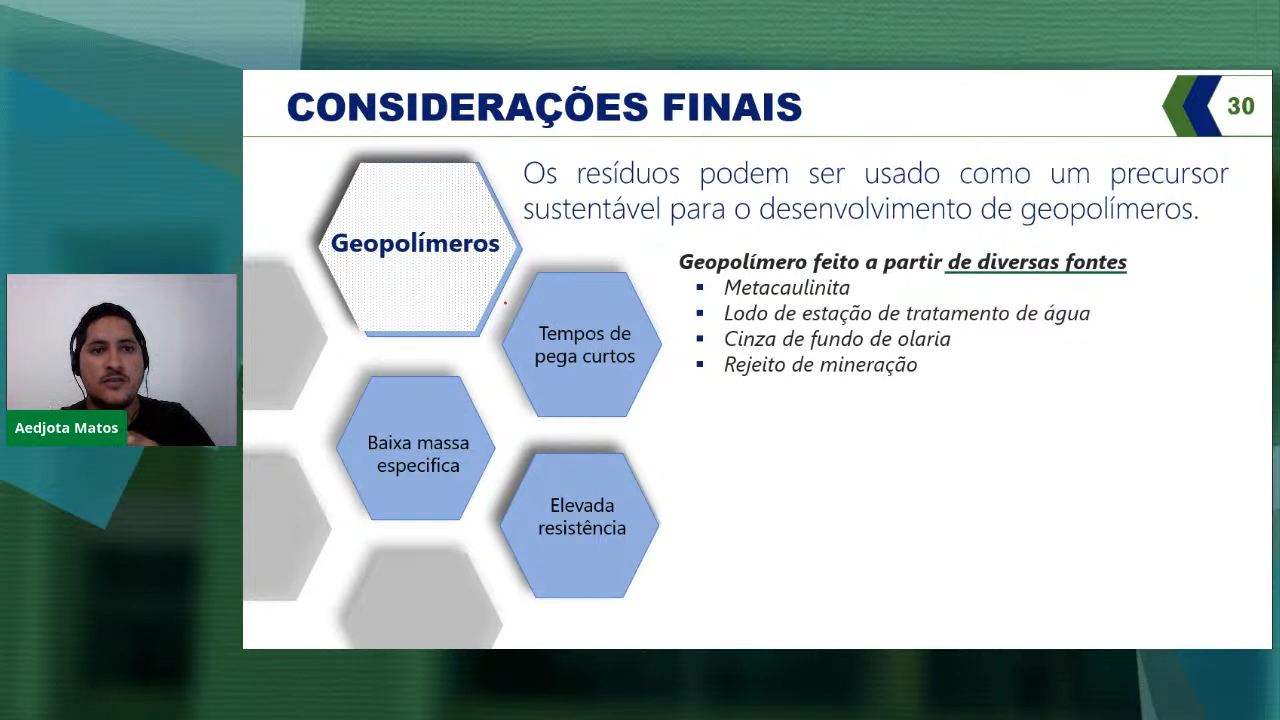 CONSIDERAÇÕES FINAIS
30
Os resíduos podem ser usado como um precursor
sustentável para o desenvolvimento de geopolímeros.
Geopolímeros
Geopolímero feito a partir de diversas fontes
▪ Metacaulinita
▪ Lodo de estação de tratamento de água
▪ Cinza de fundo de olaria
▪ Rejeito de mineração
Tempos de
pega curtos
Baixa massa
especifica
Elevada
resistência
Aedjota Matos